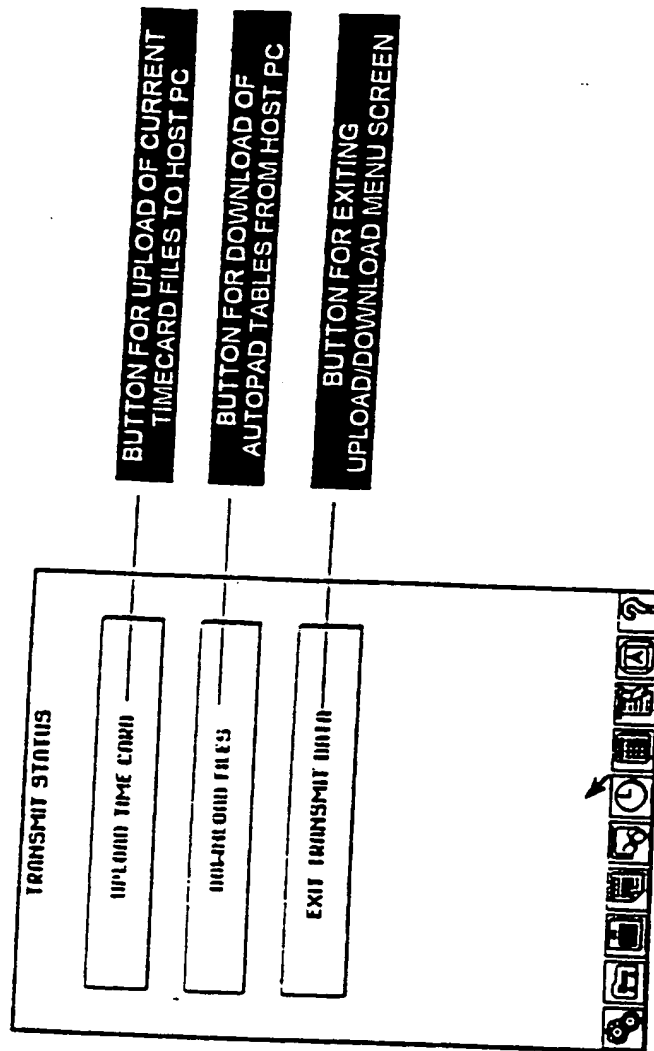 TRANSMIT STATUS
UPLOAD TIME CARD
BUTTON FOR UPLOAD OF CURRENT
TIMECARD FILES TO HOST PC
DOWNLOAD FILES
BUTTON FOR DOWNLOAD OF
AUTOPAD TABLES FROM HOST PC
EXIT TRANSMIT DATA
BUTTON FOR EXITING
UPLOAD/DOWNLOAD MENU SCREEN
Y
?